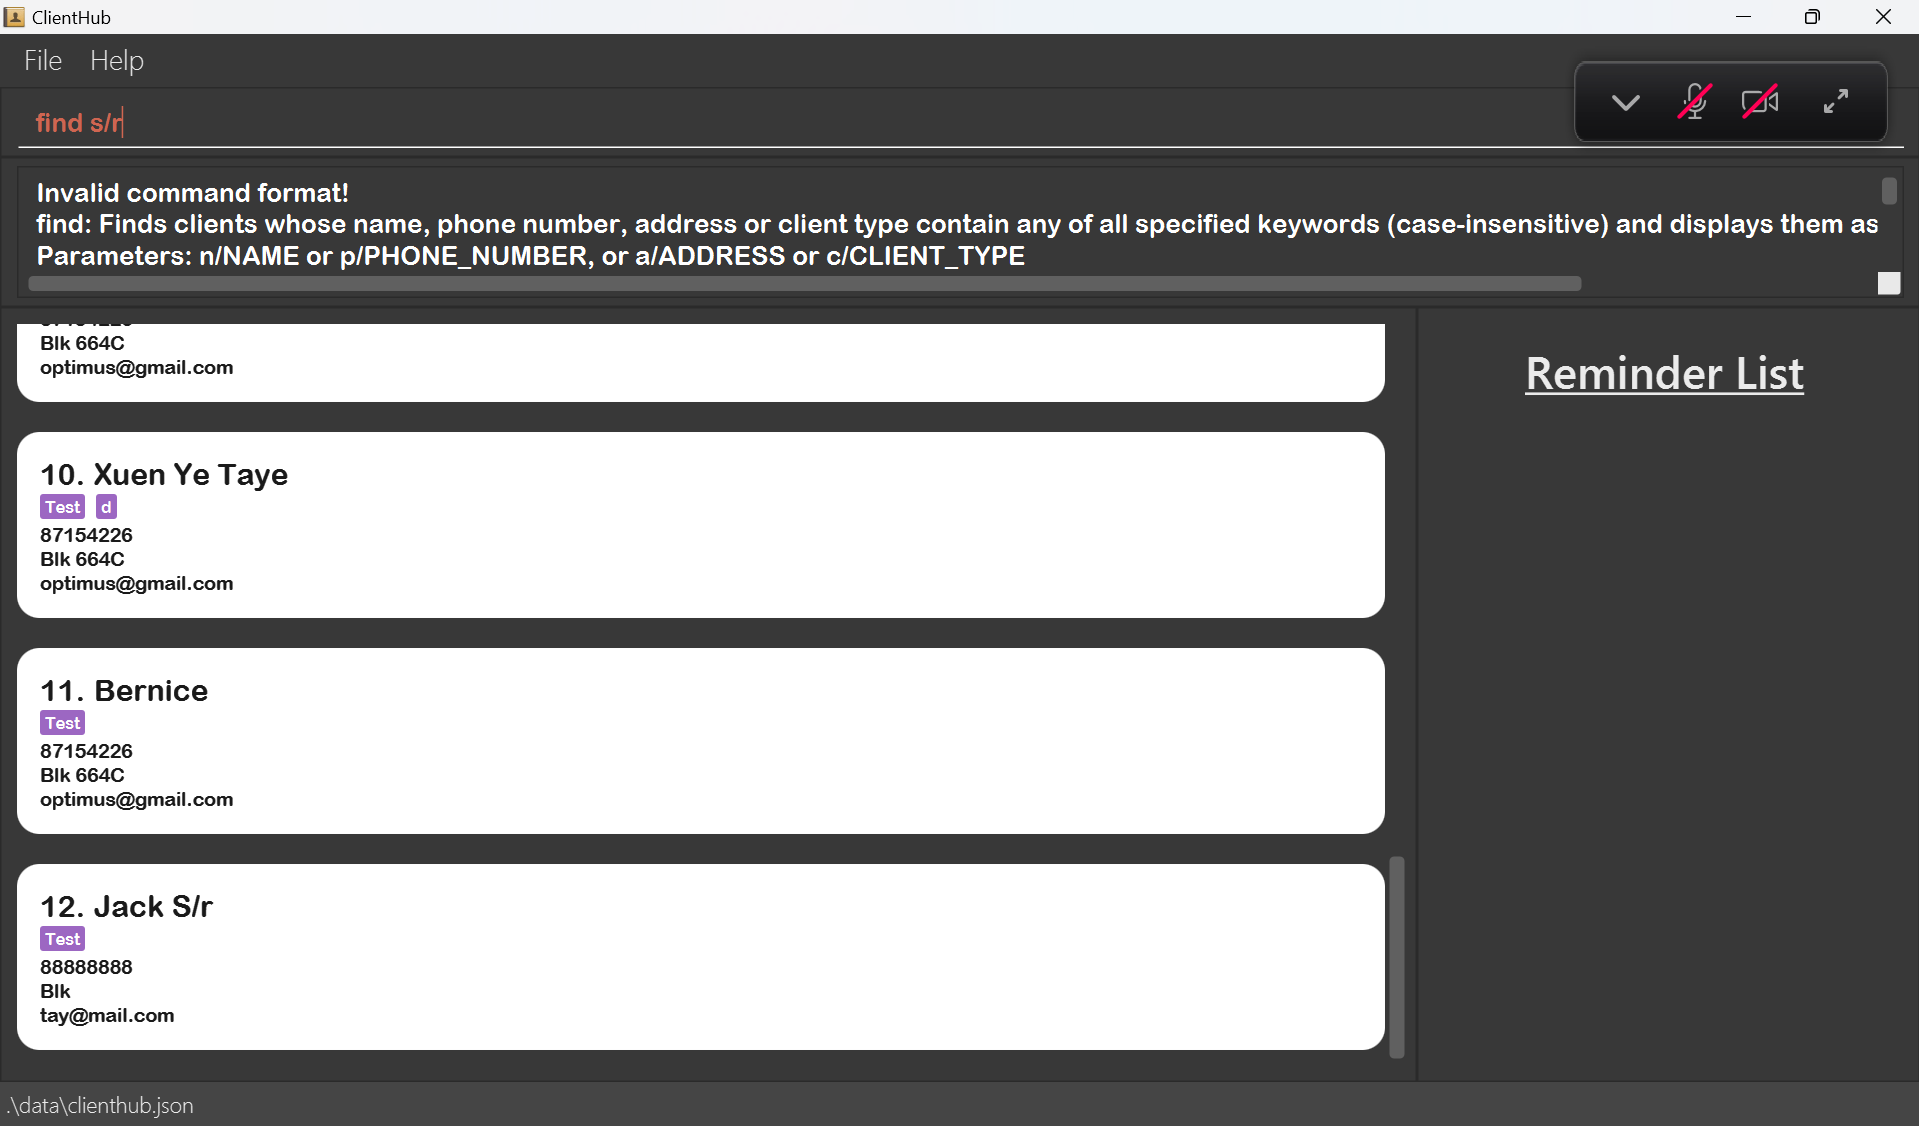 ClientHub
File Help
find s/r
Invalid command format!
find: Finds clients whose name, phone number, address or client type contain any of all specified keywords (case-insensitive) and displays them as
Parameters: n/NAME or p/PHONE_NUMBER, or a/ADDRESS or c/CLIENT_TYPE
Blk 664C
optimus@gmail.com
10. Xuen Ye Taye
Test d
87154226
Blk 664C
optimus@gmail.com
11. Bernice
Test
87154226
Blk 664C
optimus@gmail.com
12. Jack S/r
Test
88888888
Blk
tay@mail.com
Reminder List
.\data\clienthub.json